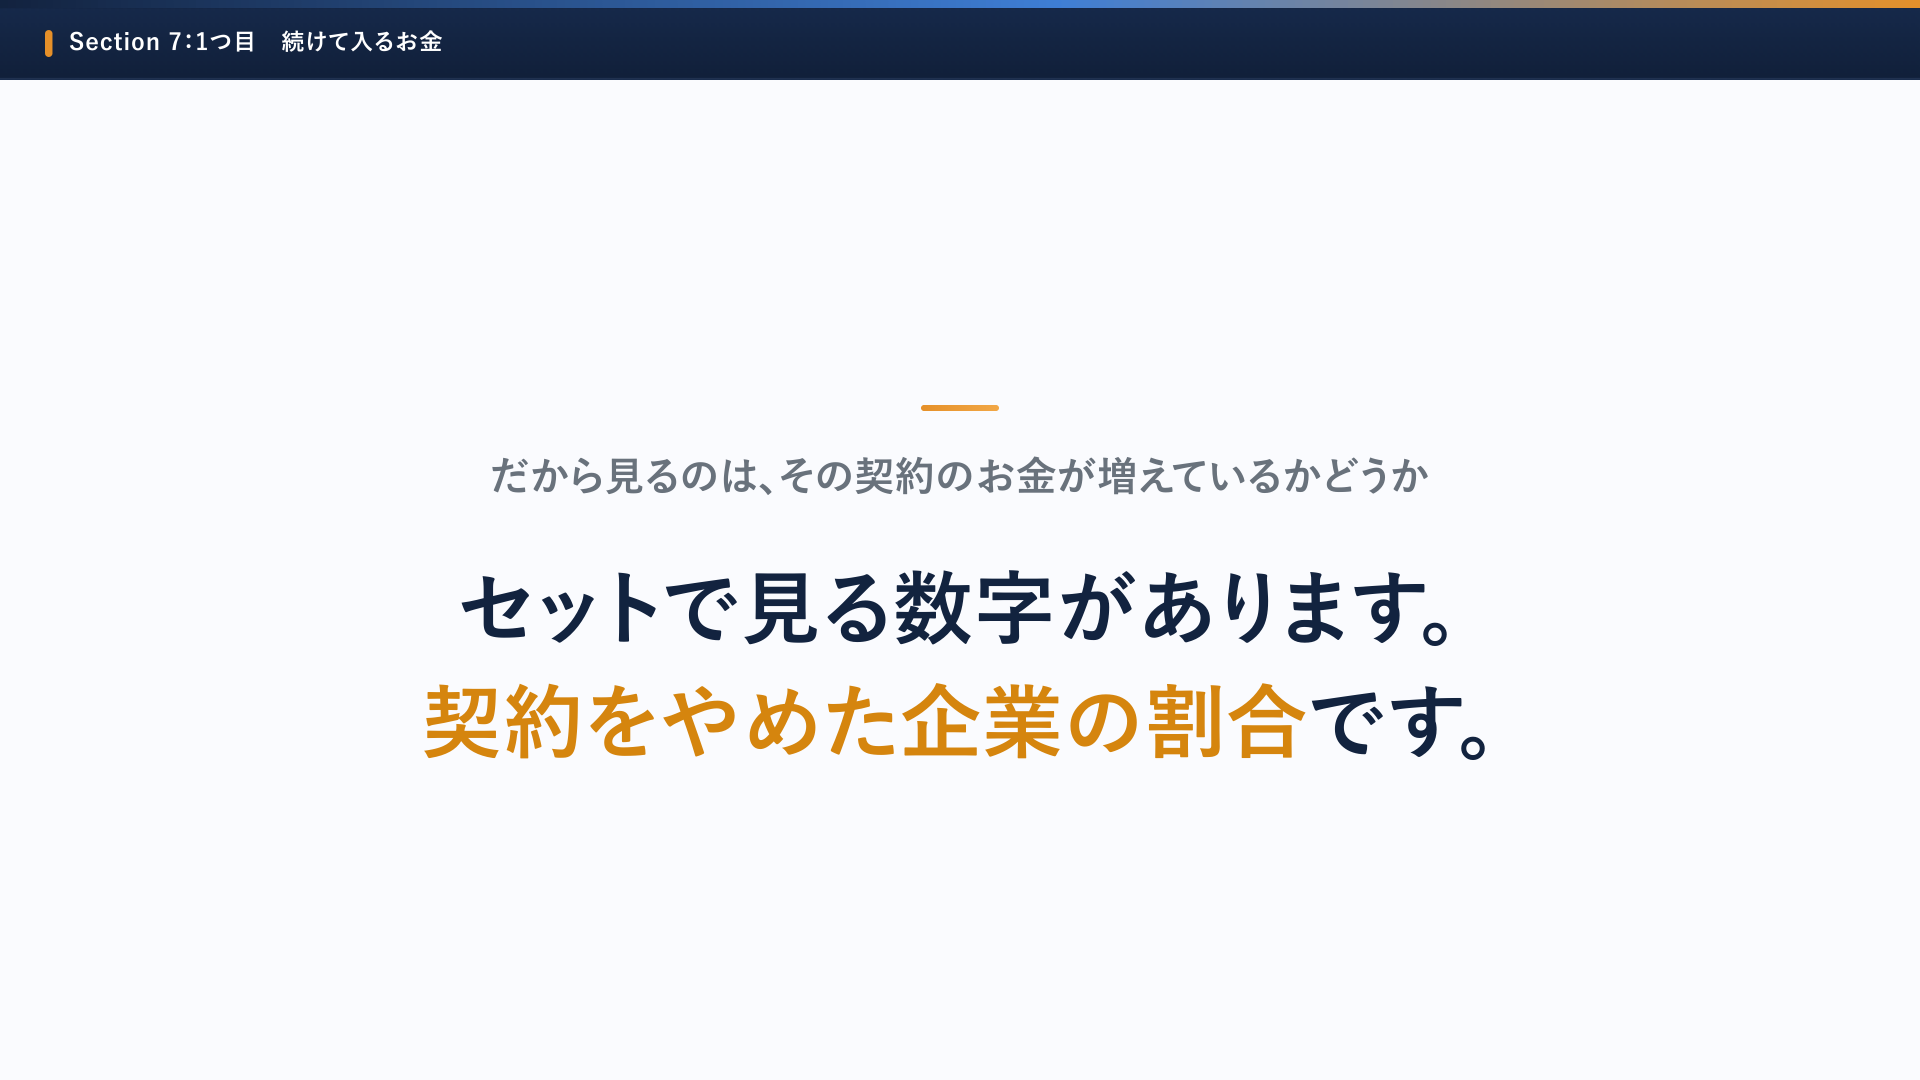 Section 7：1つ目　続けて入るお金
だから見るのは、その契約のお金が増えているかどうか
セットで見る数字があります。
契約をやめた企業の割合です。